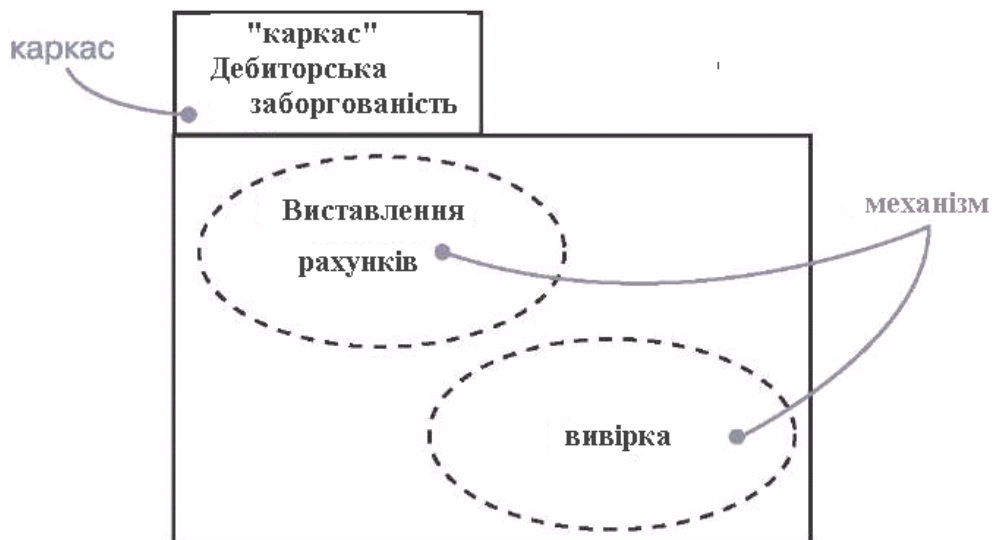 каркас
"каркас"
Дебиторська
заборгованість
Виставлення
рахунків
механізм
вивірка